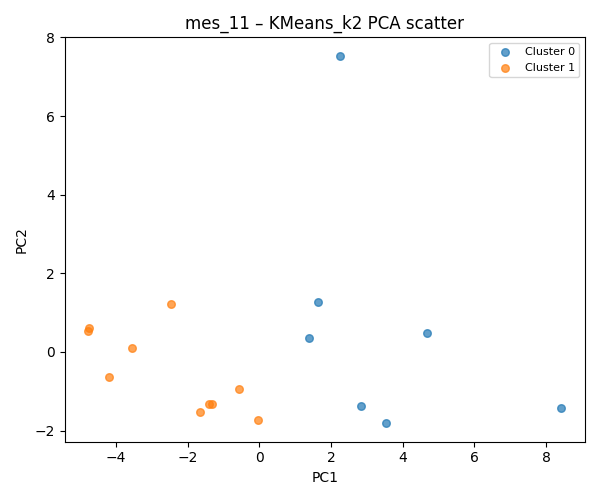 mes_11 – KMeans_k2 PCA scatter
Cluster 0
Cluster 1
8
6
4
2
0
−2
PC2
−4 −2 0 2 4 6 8
PC1